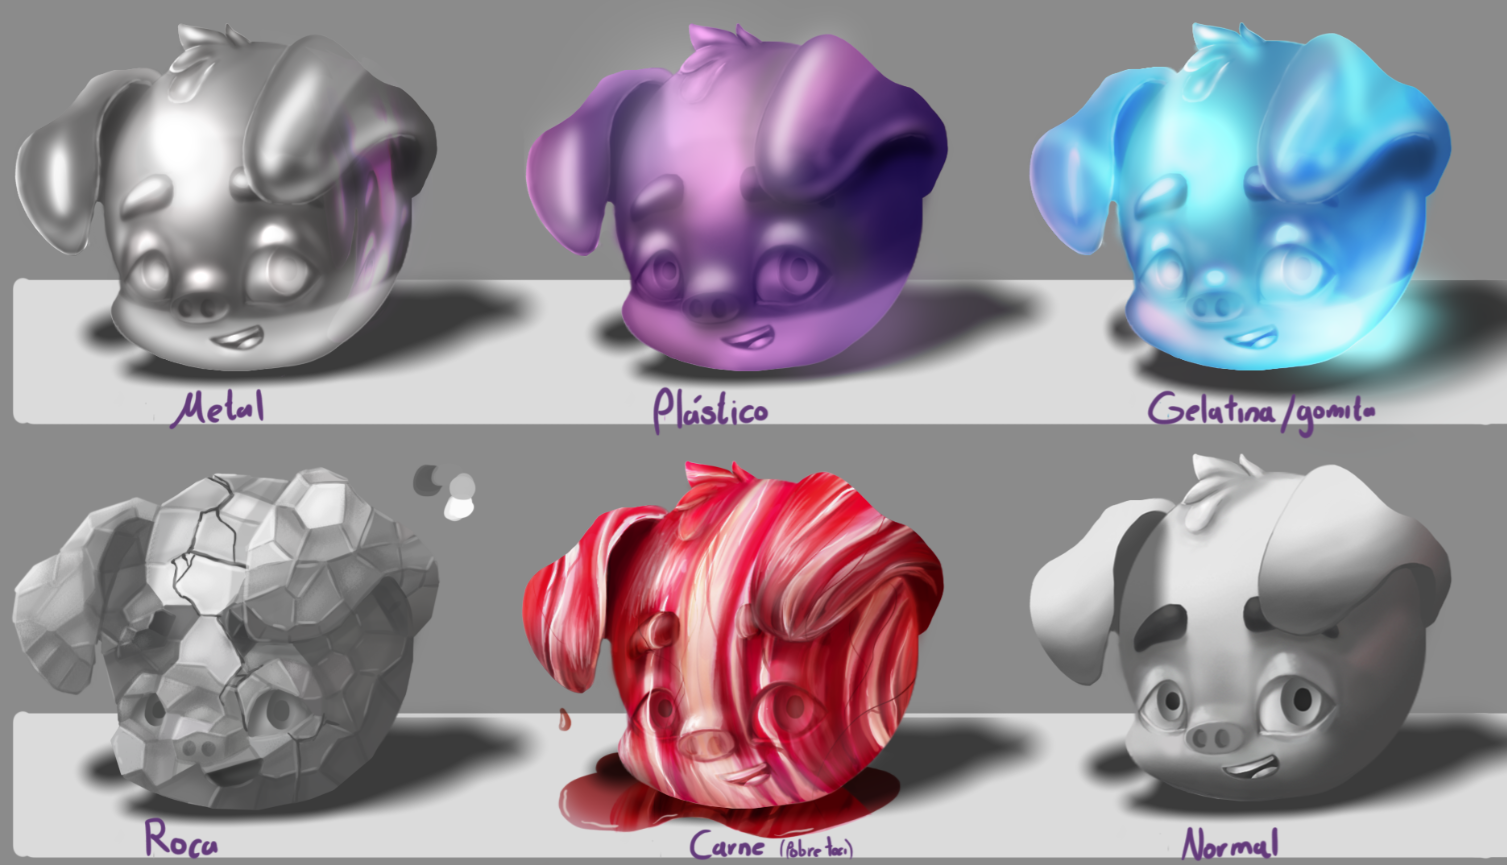 Metal
Plástico
Gelatina/gomita
Roca
Carne (Pobre toci)
Normal